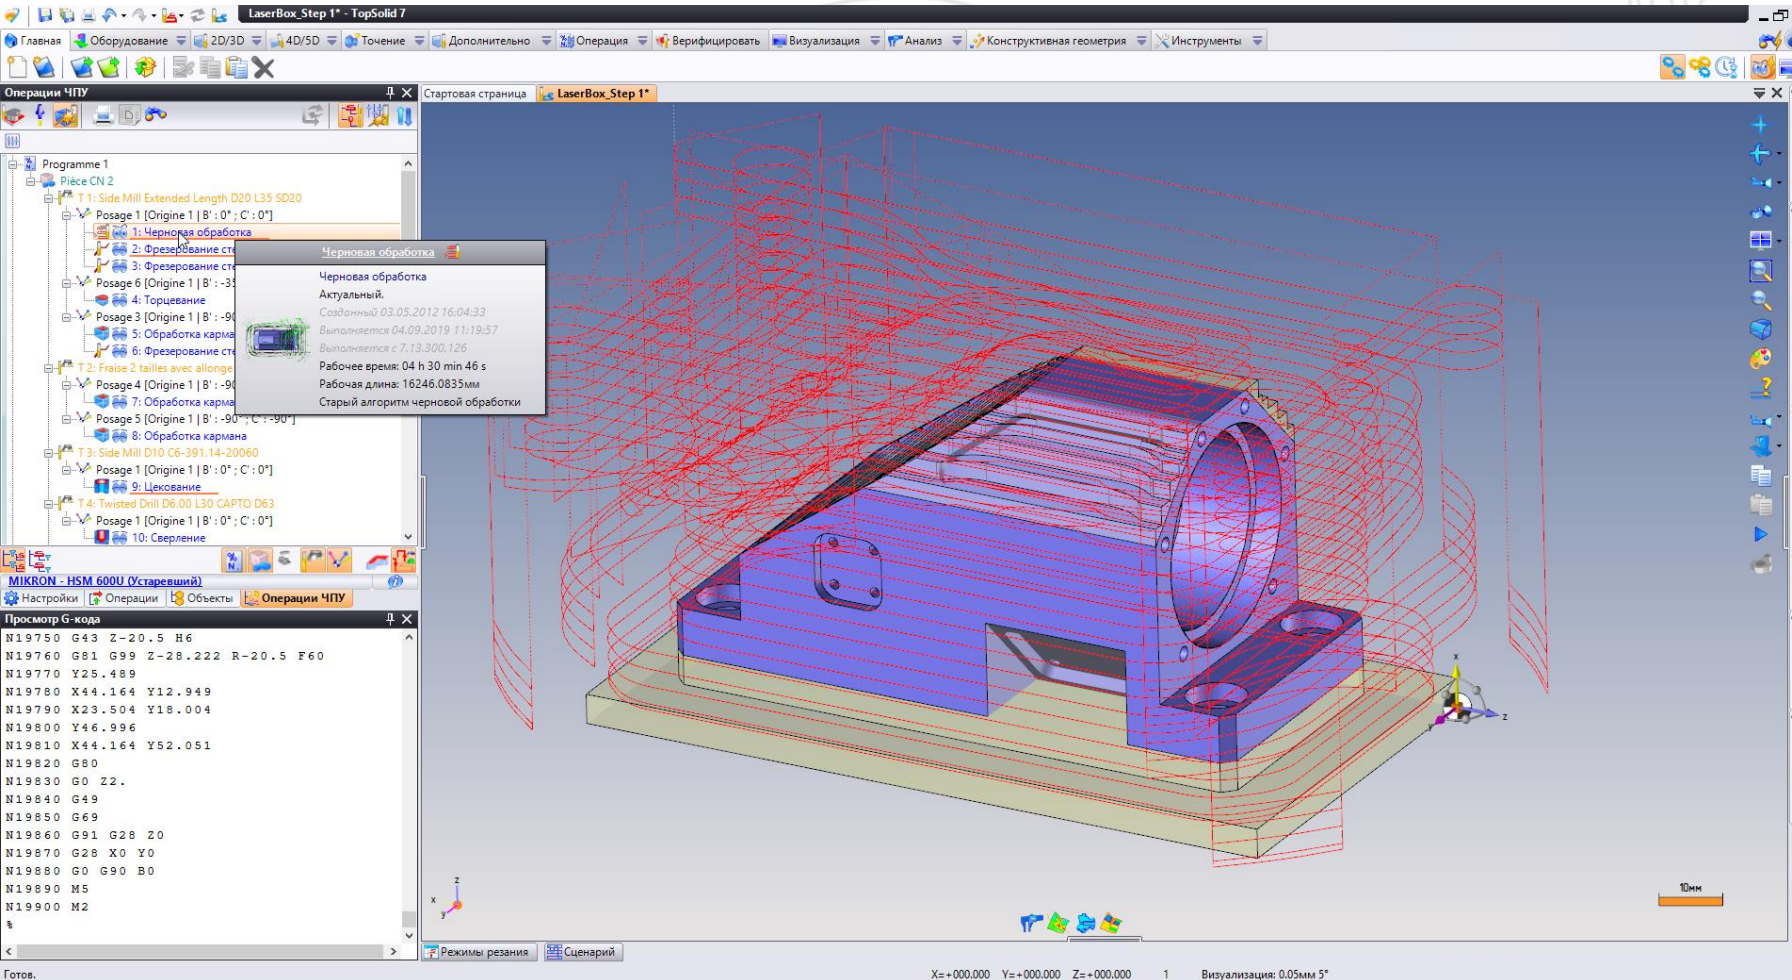 LaserBox_Step 1* - TopSolid 7
Главная Оборудование 2D/3D 4D/5D Точение Дополнительно Операция Верифицировать Визуализация Анализ Конструктивная геометрия Инструменты
Операции ЧПУ
Стартовая страница LaserBox_Step 1*
Programme 1
Pièce CN 2
T 1: Side Mill Extended Length D20 L35 SD20
Posage 1 [Origine 1 | B' : 0° ; C' : 0°]
1: Черновая обработка
2: Фрезерование сте
3: Фрезерование сте
Posage 6 [Origine 1 | B' : -35
4: Торцевание
Posage 3 [Origine 1 | B' : -90
5: Обработка карма
6: Фрезерование сте
T 2: Fraise 2 tailles avec allonge
Posage 4 [Origine 1 | B' : -90
7: Обработка карма
Posage 5 [Origine 1 | B' : -90° ; C' : -90°]
8: Обработка кармана
T 3: Side Mill D10 C6-391.14-20060
Posage 1 [Origine 1 | B' : 0° ; C' : 0°]
9: Цекование
T 4: Twisted Drill D6.00 L30 CAPTO D63
Posage 1 [Origine 1 | B' : 0° ; C' : 0°]
10: Сверление
Черновая обработка
Черновая обработка
Актуальный.
Созданный 03.05.2012 16:04:33
Выполняется 04.09.2019 11:19:57
Выполняется с 7.13.300.126
Рабочее время: 04 h 30 min 46 s
Рабочая длина: 16246.0835мм
Старый алгоритм черновой обработки
MIKRON - HSM 600U (Устаревший)
Настройки Операции Объекты Операции ЧПУ
Просмотр G-кода
N19750 G43 Z-20.5 H6
N19760 G81 G99 Z-28.222 R-20.5 F60
N19770 Y25.489
N19780 X44.164 Y12.949
N19790 X23.504 Y18.004
N19800 Y46.996
N19810 X44.164 Y52.051
N19820 G80
N19830 G0 Z2.
N19840 G49
N19850 G69
N19860 G91 G28 Z0
N19870 G28 X0 Y0
N19880 G0 G90 B0
N19890 M5
N19900 M2
%
x
z
y
z
x
y
10мм
Режимы резания Сценарий
Готов.
X=+000.000 Y=+000.000 Z=+000.000 1 Визуализация: 0.05мм 5°